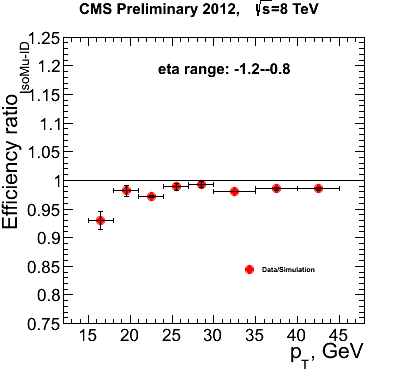 CMS Preliminary 2012, √s=8 TeV
Efficiency ratio IsoMu-ID
1.25
1.2
1.15
1.1
1.05
1
0.95
0.9
0.85
0.8
0.75
eta range: -1.2--0.8
Data/Simulation
15 20 25 30 35 40 45
p_T, GeV